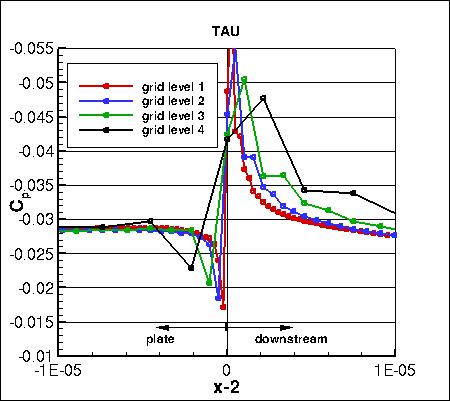 TAU
-0.055
-0.05
-0.045
-0.04
-0.035
-0.03
-0.025
-0.02
-0.015
-0.01
Cp
grid level 1
grid level 2
grid level 3
grid level 4
plate
downstream
-1E-05 0 1E-05
x-2